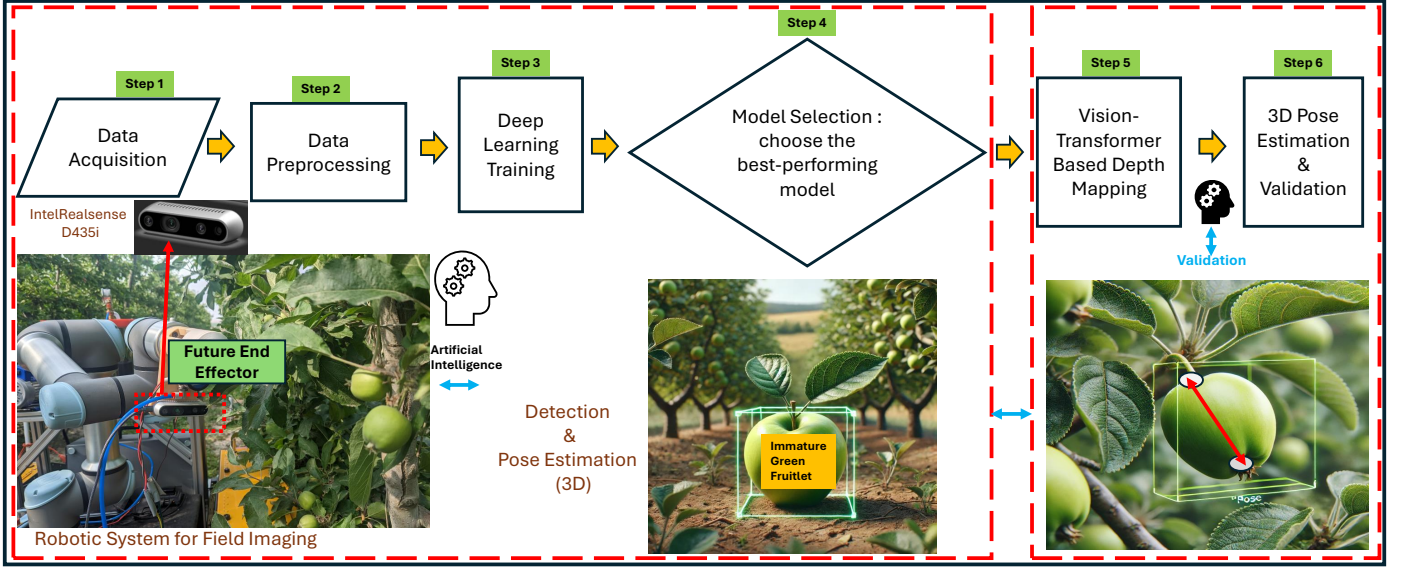 Step 1
Data
Acquisition
Step 2
Data
Preprocessing
Step 3
Deep
Learning
Training
Step 4
Model Selection :
choose the
best-performing
model
Step 5
Vision-
Transformer
Based Depth
Mapping
Step 6
3D Pose
Estimation
&
Validation
Validation
IntelRealsense
D435i
Future End
Effector
Robotic System for Field Imaging
Artificial
Intelligence
Detection
&
Pose Estimation
(3D)
Immature
Green
Fruitlet
"Pose